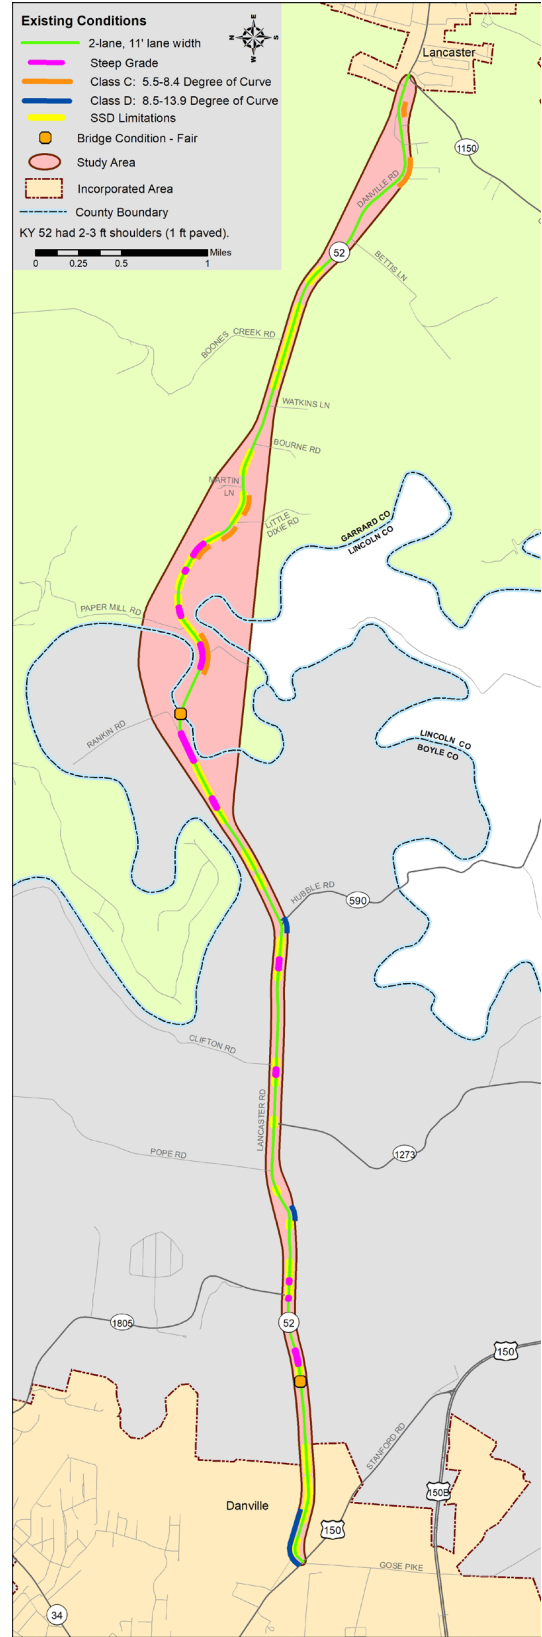 Existing Conditions
2-lane, 11' lane width
Steep Grade
Class C: 5.5-8.4 Degree of Curve
Class D: 8.5-13.9 Degree of Curve
SSD Limitations
Bridge Condition - Fair
Study Area
Incorporated Area
County Boundary
KY 52 had 2-3 ft shoulders (1 ft paved).
Miles
0 0.25 0.5 1
N E S W
Lancaster
1150
DANVILLE RD
52
BETTIS LN
BOONES CREEK RD
WATKINS LN
BOURNE RD
MARTIN
LN
LITTLE
DIXIE RD
GARRARD CO
LINCOLN CO
PAPER MILL RD
RANKIN RD
LINCOLN CO
BOYLE CO
HUBBLE RD
590
CLIFTON RD
LANCASTER RD
1273
POPE RD
1805
52
150
STANFORD RD
150B
Danville
150
GOSE PIKE
34